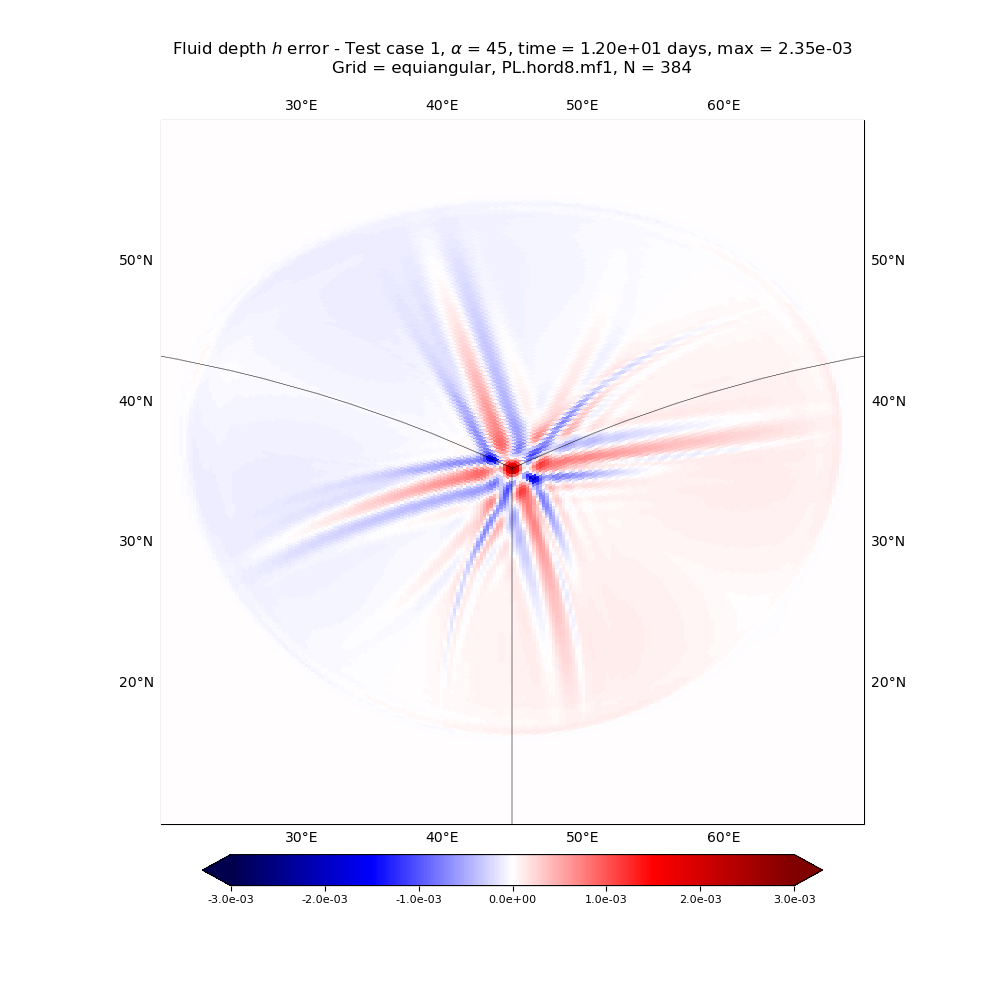 Fluid depth h error - Test case 1, α = 45, time = 1.20e+01 days, max = 2.35e-03
Grid = equiangular, PL.hord8.mf1, N = 384
30°E 40°E 50°E 60°E
50°N 50°N
40°N 40°N
30°N 30°N
20°N 20°N
30°E 40°E 50°E 60°E
-3.0e-03 -2.0e-03 -1.0e-03 0.0e+00 1.0e-03 2.0e-03 3.0e-03